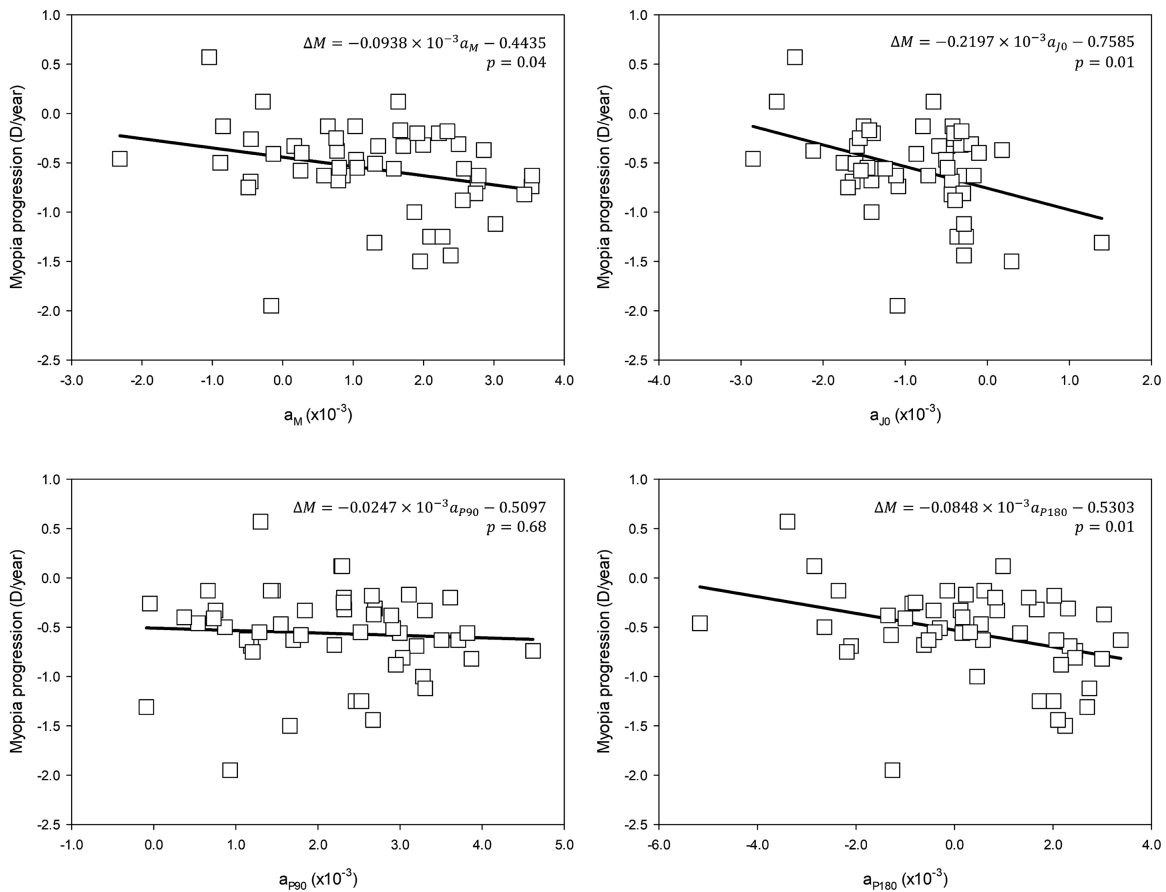 1.0
0.5
0.0
-0.5
-1.0
-1.5
-2.0
-2.5
Myopia progression (D/year)
ΔM = −0.0938 × 10⁻³a_M − 0.4435
p = 0.04
-3.0 -2.0 -1.0 0.0 1.0 2.0 3.0 4.0
a_M (x10⁻³)
1.0
0.5
0.0
-0.5
-1.0
-1.5
-2.0
-2.5
Myopia progression (D/year)
ΔM = −0.2197 × 10⁻³a_J0 − 0.7585
p = 0.01
-4.0 -3.0 -2.0 -1.0 0.0 1.0 2.0
a_J0 (x10⁻³)
1.0
0.5
0.0
-0.5
-1.0
-1.5
-2.0
-2.5
Myopia progression (D/year)
ΔM = −0.0247 × 10⁻³a_P90 − 0.5097
p = 0.68
-1.0 0.0 1.0 2.0 3.0 4.0 5.0
a_P90 (x10⁻³)
1.0
0.5
0.0
-0.5
-1.0
-1.5
-2.0
-2.5
Myopia progression (D/year)
ΔM = −0.0848 × 10⁻³a_P180 − 0.5303
p = 0.01
-6.0 -4.0 -2.0 0.0 2.0 4.0
a_P180 (x10⁻³)